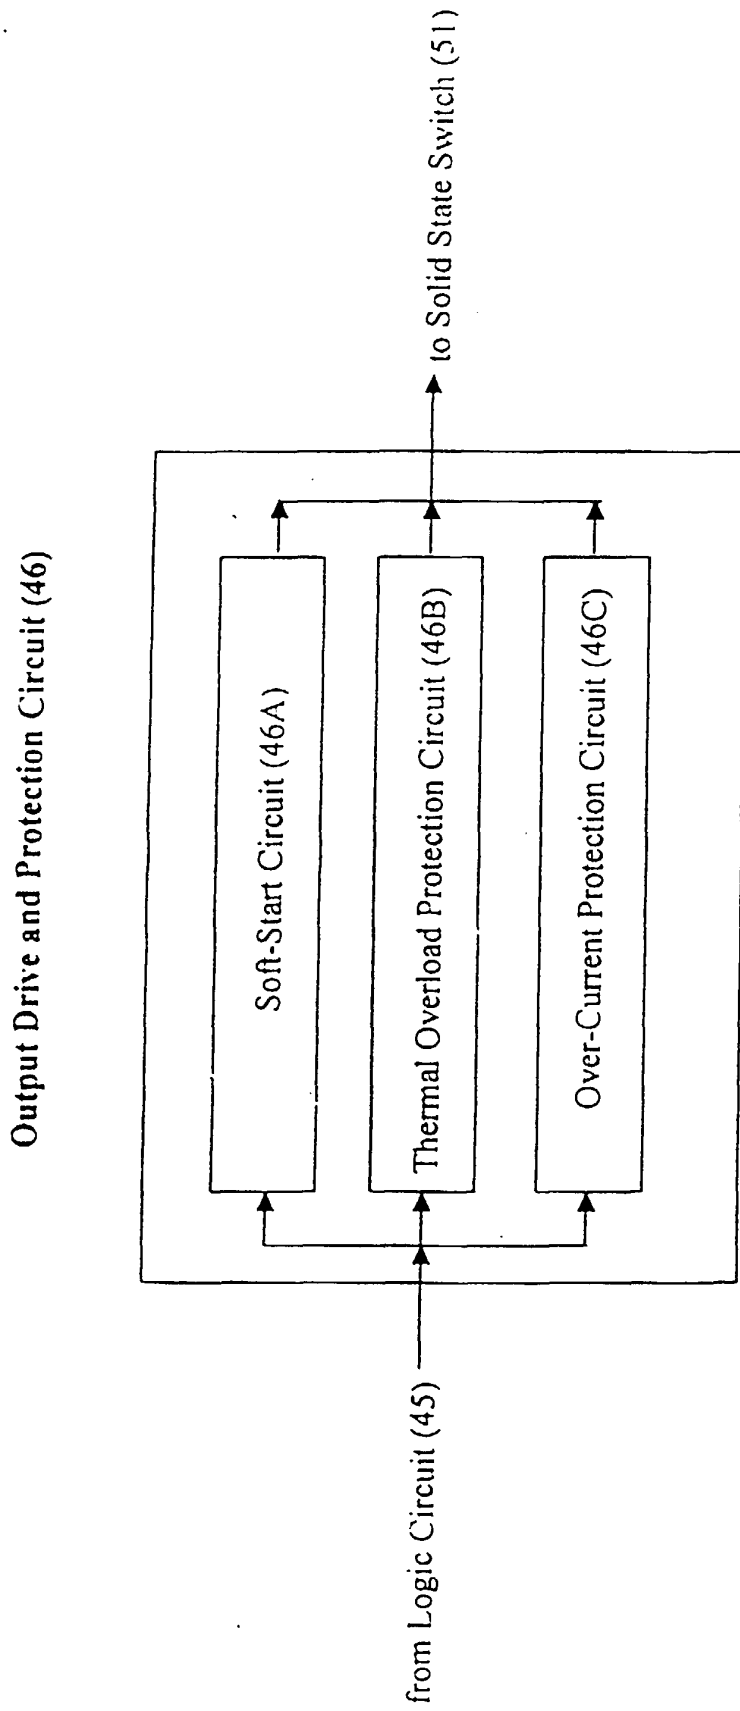 Output Drive and Protection Circuit (46)
from Logic Circuit (45)
Soft-Start Circuit (46A)
Thermal Overload Protection Circuit (46B)
Over-Current Protection Circuit (46C)
to Solid State Switch (51)